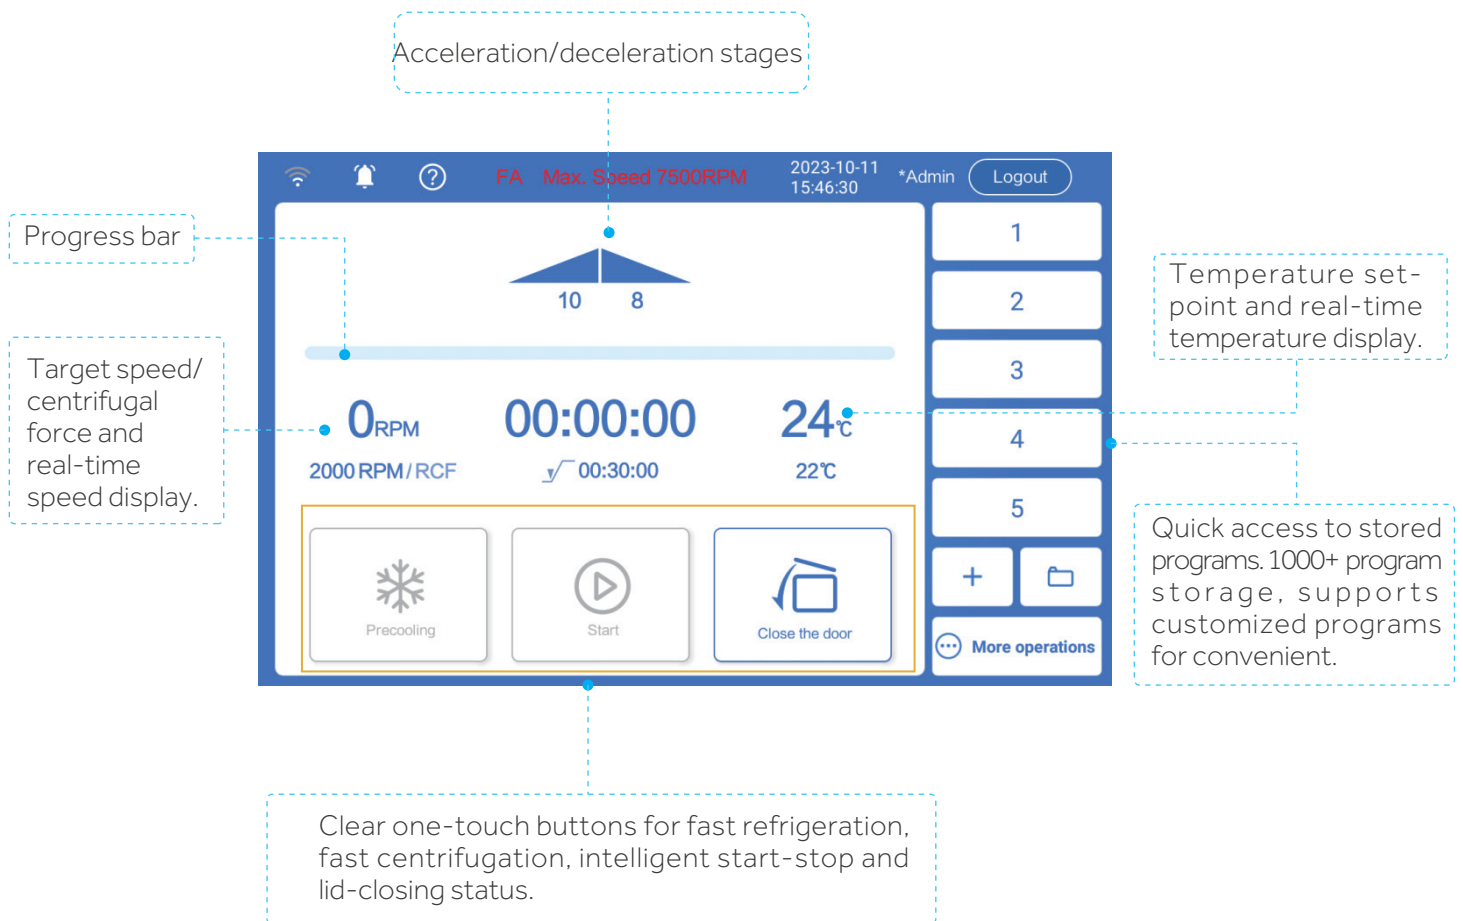 Acceleration/deceleration stages
FA Max. Speed 7500RPM
2023-10-11
15:46:30
*Admin
Logout
Progress bar
10 8
1
2
3
4
5
Temperature set-
point and real-time
temperature display.
Target speed/
centrifugal
force and
real-time
speed display.
0RPM
00:00:00
24℃
2000 RPM/RCF
00:30:00
22℃
Quick access to stored
programs. 1000+ program
storage, supports
customized programs
for convenient.
Precooling
Start
Close the door
More operations
Clear one-touch buttons for fast refrigeration,
fast centrifugation, intelligent start-stop and
lid-closing status.